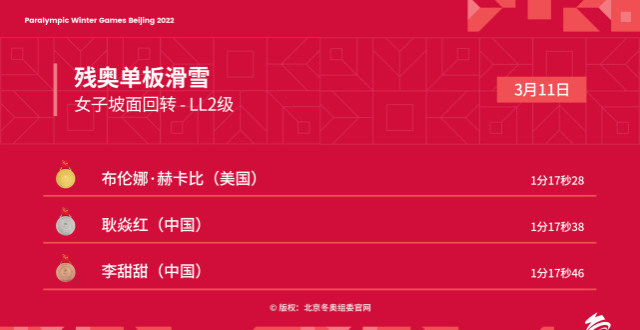 Paralympic Winter Games Beijing 2022
残奥单板滑雪
女子坡面回转 - LL2级
3月11日
布伦娜·赫卡比（美国） 1分17秒28
耿焱红（中国） 1分17秒38
李甜甜（中国） 1分17秒46
© 版权：北京冬奥组委官网